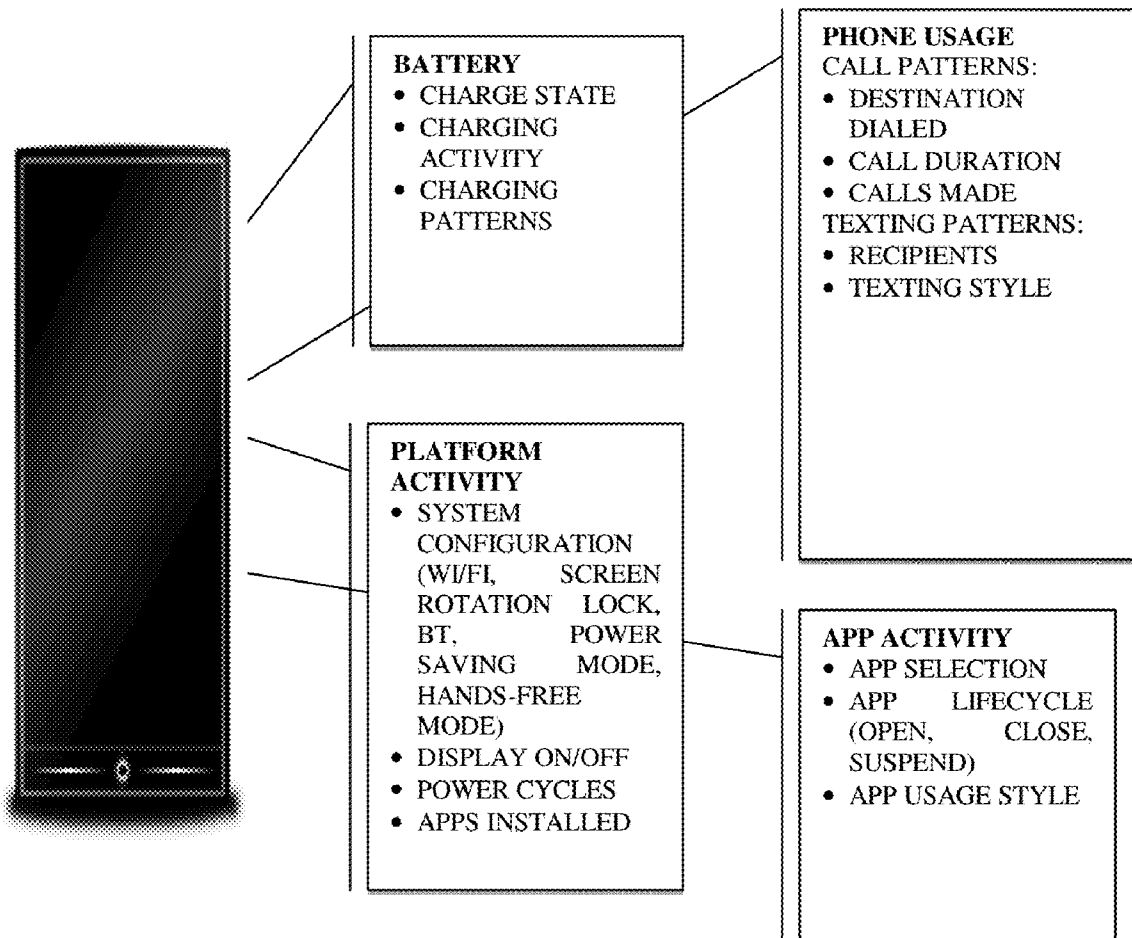 BATTERY
• CHARGE STATE
• CHARGING
ACTIVITY
• CHARGING
PATTERNS
PHONE USAGE
CALL PATTERNS:
• DESTINATION
DIALED
• CALL DURATION
• CALLS MADE
TEXTING PATTERNS:
• RECIPIENTS
• TEXTING STYLE
PLATFORM
ACTIVITY
• SYSTEM
CONFIGURATION
(WI/FI, SCREEN
ROTATION LOCK,
BT, POWER
SAVING MODE,
HANDS-FREE
MODE)
• DISPLAY ON/OFF
• POWER CYCLES
• APPS INSTALLED
APP ACTIVITY
• APP SELECTION
• APP LIFECYCLE
(OPEN, CLOSE,
SUSPEND)
• APP USAGE STYLE